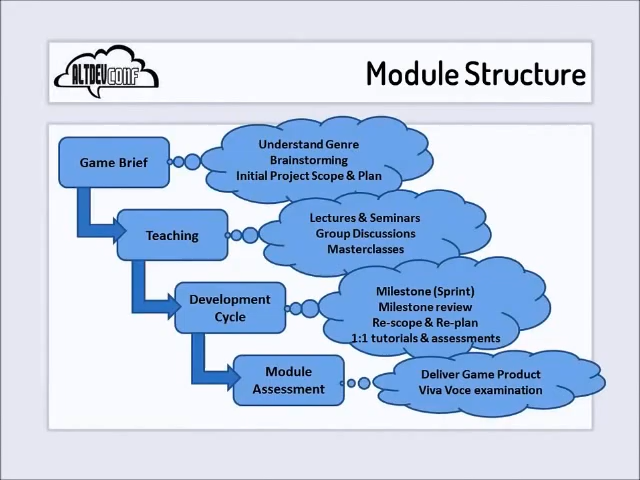 ALTDEVCONF
Module Structure
Game Brief
Understand Genre
Brainstorming
Initial Project Scope & Plan
Teaching
Lectures & Seminars
Group Discussions
Masterclasses
Development
Cycle
Milestone (Sprint)
Milestone review
Re-scope & Re-plan
1:1 tutorials & assessments
Module
Assessment
Deliver Game Product
Viva Voce examination